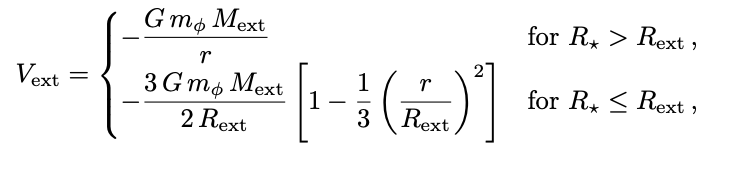 V_ext = { −G m_ϕ M_ext / r for R_⋆ > R_ext ,
−3 G m_ϕ M_ext / 2 R_ext [1 − 1/3 (r / R_ext)^2] for R_⋆ ≤ R_ext ,